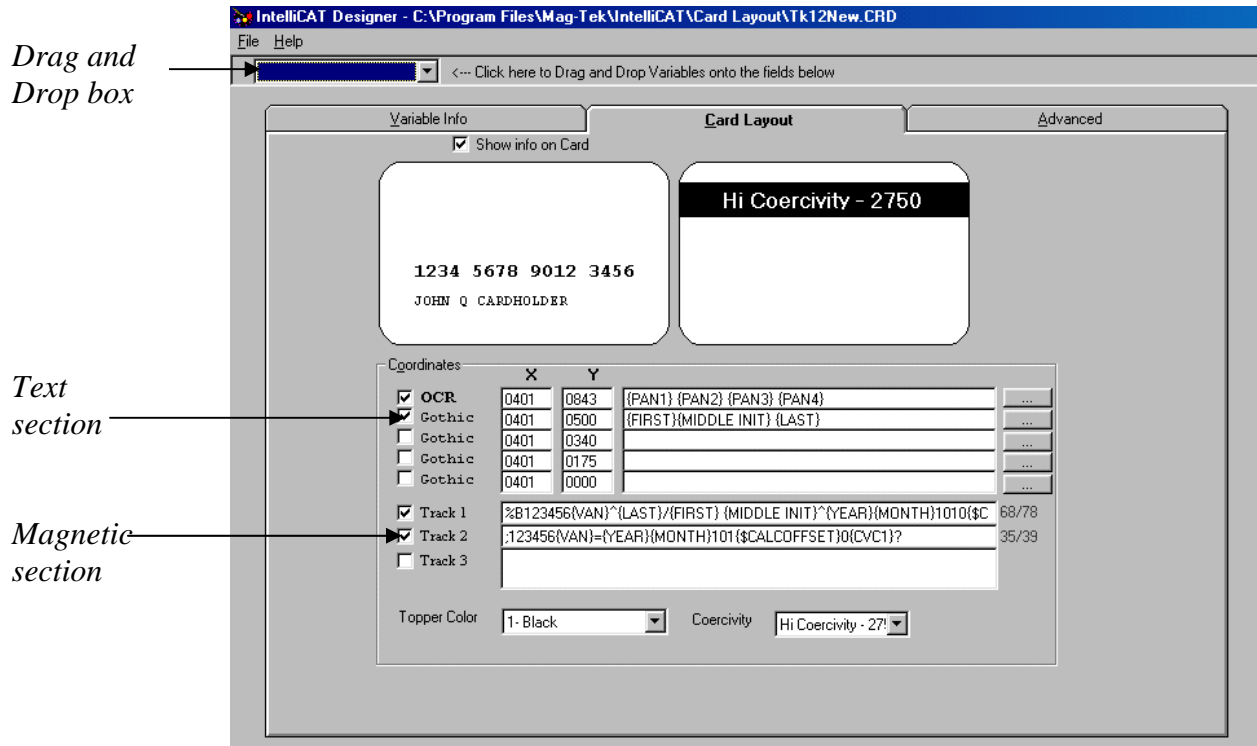 IntelliCAT Designer - C:\Program Files\Mag-Tek\IntelliCAT\Card Layout\Tk12New.CRD
File Help
Drag and
Drop box
<--- Click here to Drag and Drop Variables onto the fields below
Variable Info Card Layout Advanced
Show info on Card
Hi Coercivity - 2750
1234 5678 9012 3456
JOHN Q CARDHOLDER
Coordinates
X Y
Text
section
OCR 0401 0843 {PAN1} {PAN2} {PAN3} {PAN4} ...
Gothic 0401 0500 {FIRST}{MIDDLE INIT} {LAST} ...
Gothic 0401 0340 ...
Gothic 0401 0175 ...
Gothic 0401 0000 ...
Magnetic
section
Track 1 %B123456{VAN}^{LAST}/{FIRST} {MIDDLE INIT}^{YEAR}{MONTH}1010{$C 68/78
Track 2 ;123456{VAN}={YEAR}{MONTH}101{$CALCOFFSET}0{CVC1}? 35/39
Track 3
Topper Color 1- Black Coercivity Hi Coercivity - 27